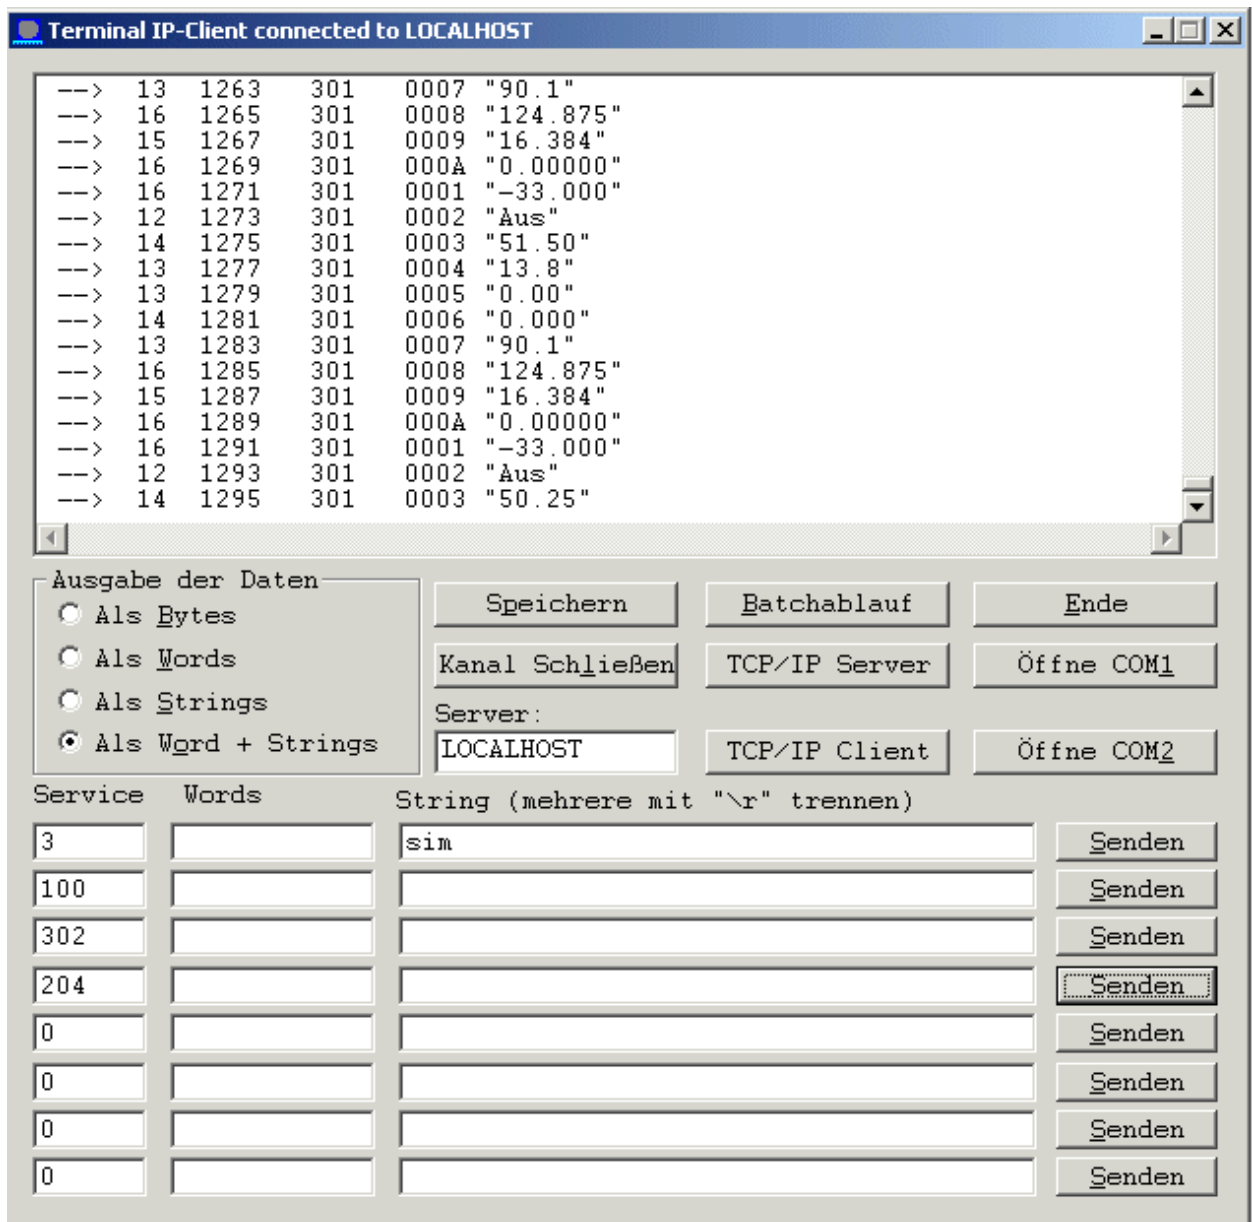 Terminal IP-Client connected to LOCALHOST
--> 13 1263 301 0007 "90.1"
--> 16 1265 301 0008 "124.875"
--> 15 1267 301 0009 "16.384"
--> 16 1269 301 000A "0.00000"
--> 16 1271 301 0001 "-33.000"
--> 12 1273 301 0002 "Aus"
--> 14 1275 301 0003 "51.50"
--> 13 1277 301 0004 "13.8"
--> 13 1279 301 0005 "0.00"
--> 14 1281 301 0006 "0.000"
--> 13 1283 301 0007 "90.1"
--> 16 1285 301 0008 "124.875"
--> 15 1287 301 0009 "16.384"
--> 16 1289 301 000A "0.00000"
--> 16 1291 301 0001 "-33.000"
--> 12 1293 301 0002 "Aus"
--> 14 1295 301 0003 "50.25"
Ausgabe der Daten
Als Bytes
Als Words
Als Strings
Als Word + Strings
Speichern Batchablauf Ende
Kanal Schließen TCP/IP Server Öffne COM1
Server:
LOCALHOST TCP/IP Client Öffne COM2
Service Words String (mehrere mit "\r" trennen)
3 sim Senden
100 Senden
302 Senden
204 Senden
0 Senden
0 Senden
0 Senden
0 Senden